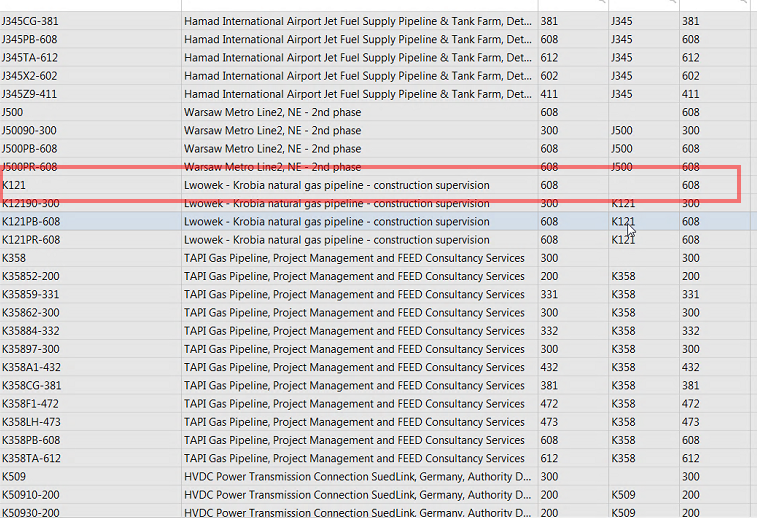 J345CG-381 Hamad International Airport Jet Fuel Supply Pipeline & Tank Farm, Det... 381 J345 381
J345PB-608 Hamad International Airport Jet Fuel Supply Pipeline & Tank Farm, Det... 608 J345 608
J345TA-612 Hamad International Airport Jet Fuel Supply Pipeline & Tank Farm, Det... 612 J345 612
J345X2-602 Hamad International Airport Jet Fuel Supply Pipeline & Tank Farm, Det... 602 J345 602
J345Z9-411 Hamad International Airport Jet Fuel Supply Pipeline & Tank Farm, Det... 411 J345 411
J500 Warsaw Metro Line2, NE - 2nd phase 608 608
J50090-300 Warsaw Metro Line2, NE - 2nd phase 300 J500 300
J500PB-608 Warsaw Metro Line2, NE - 2nd phase 608 J500 608
J500PR-608 Warsaw Metro Line2, NE - 2nd phase 608 J500 608
K121 Lwowek - Krobia natural gas pipeline - construction supervision 608 608
K12190-300 Lwowek - Krobia natural gas pipeline - construction supervision 300 K121 300
K121PB-608 Lwowek - Krobia natural gas pipeline - construction supervision 608 K121 608
K121PR-608 Lwowek - Krobia natural gas pipeline - construction supervision 608 K121 608
K358 TAPI Gas Pipeline, Project Management and FEED Consultancy Services 300 300
K35852-200 TAPI Gas Pipeline, Project Management and FEED Consultancy Services 200 K358 200
K35859-331 TAPI Gas Pipeline, Project Management and FEED Consultancy Services 331 K358 331
K35862-300 TAPI Gas Pipeline, Project Management and FEED Consultancy Services 300 K358 300
K35884-332 TAPI Gas Pipeline, Project Management and FEED Consultancy Services 332 K358 332
K35897-300 TAPI Gas Pipeline, Project Management and FEED Consultancy Services 300 K358 300
K358A1-432 TAPI Gas Pipeline, Project Management and FEED Consultancy Services 432 K358 432
K358CG-381 TAPI Gas Pipeline, Project Management and FEED Consultancy Services 381 K358 381
K358F1-472 TAPI Gas Pipeline, Project Management and FEED Consultancy Services 472 K358 472
K358LH-473 TAPI Gas Pipeline, Project Management and FEED Consultancy Services 473 K358 473
K358PB-608 TAPI Gas Pipeline, Project Management and FEED Consultancy Services 608 K358 608
K358TA-612 TAPI Gas Pipeline, Project Management and FEED Consultancy Services 612 K358 612
K509 HVDC Power Transmission Connection SuedLink, Germany, Authority D... 300 300
K50910-200 HVDC Power Transmission Connection SuedLink, Germany, Authority D... 200 K509 200
K50930-200 HVDC Power Transmission Connection SuedLink, Germany, Authority D... 200 K509 200